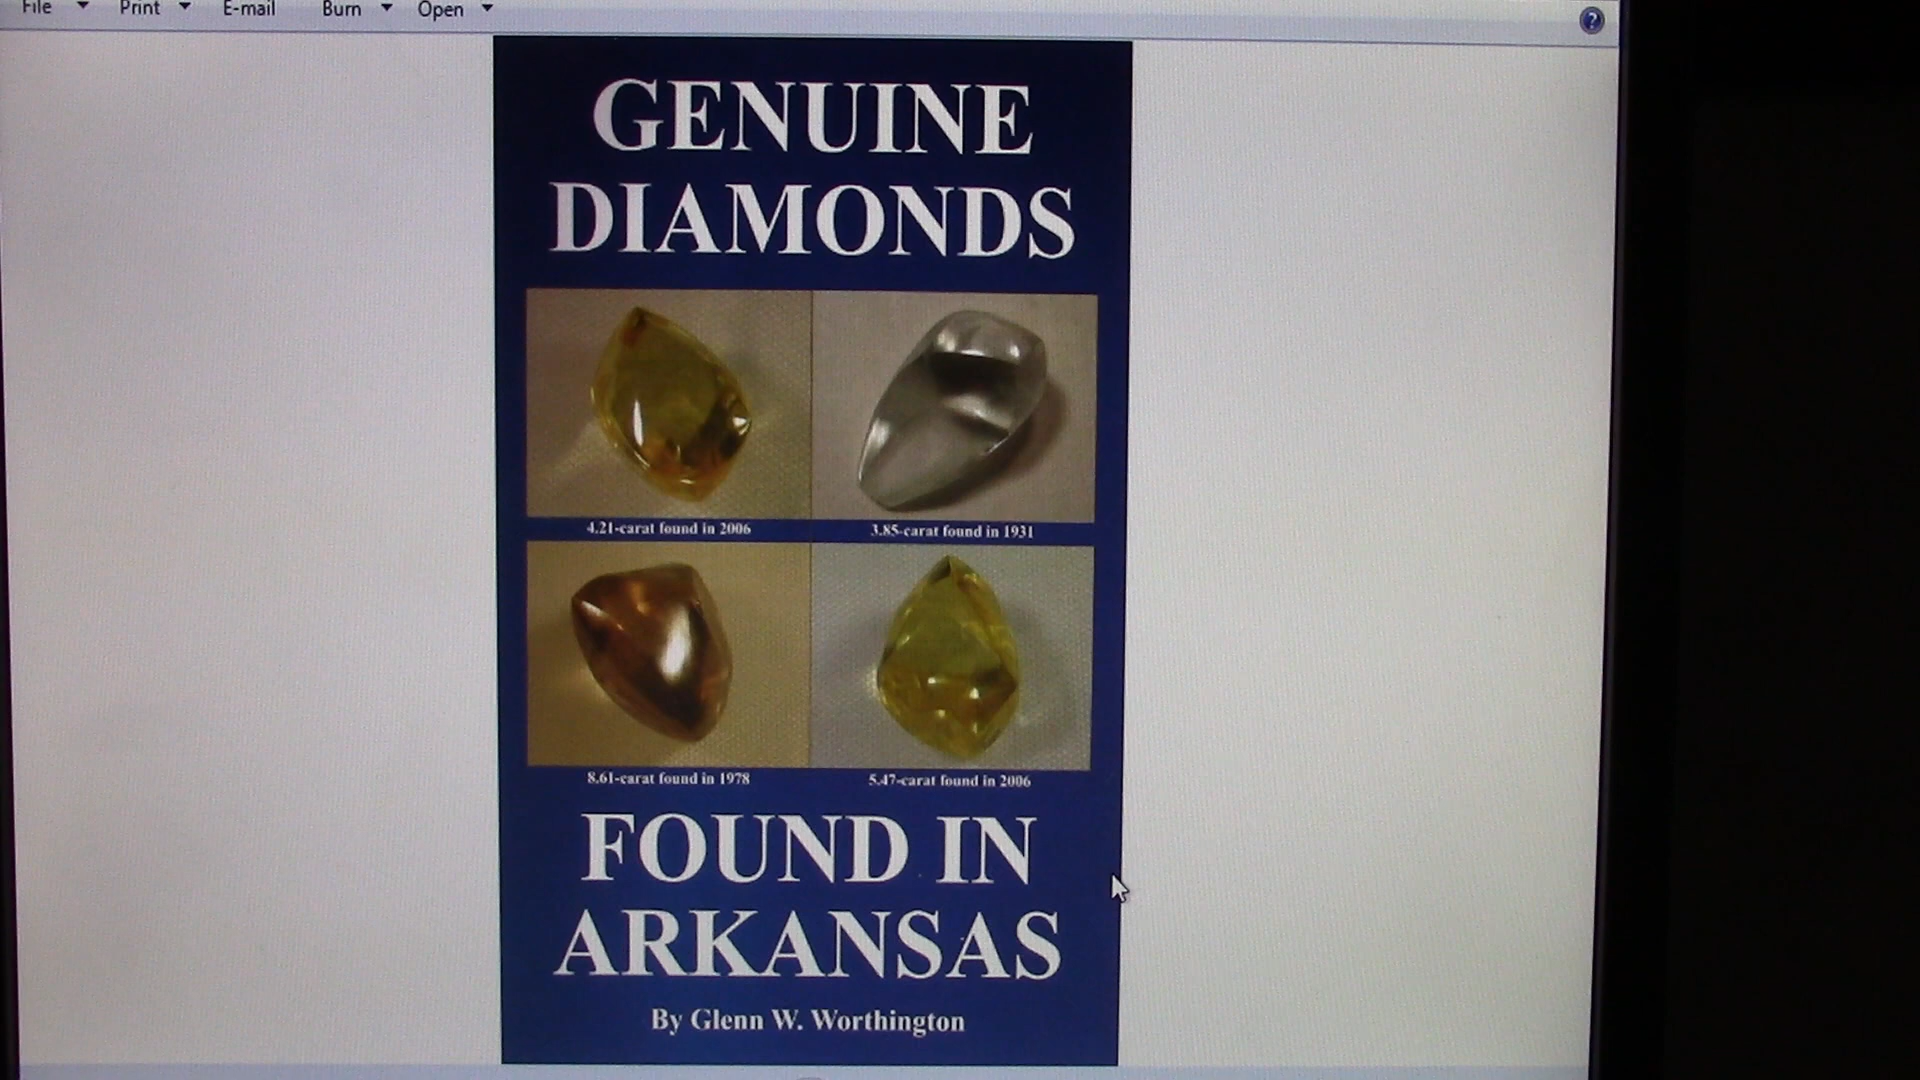 File Print E-mail Burn Open
?
GENUINE
DIAMONDS
4.21-carat found in 2006
3.85-carat found in 1931
8.61-carat found in 1978
5.47-carat found in 2006
FOUND IN
ARKANSAS
By Glenn W. Worthington